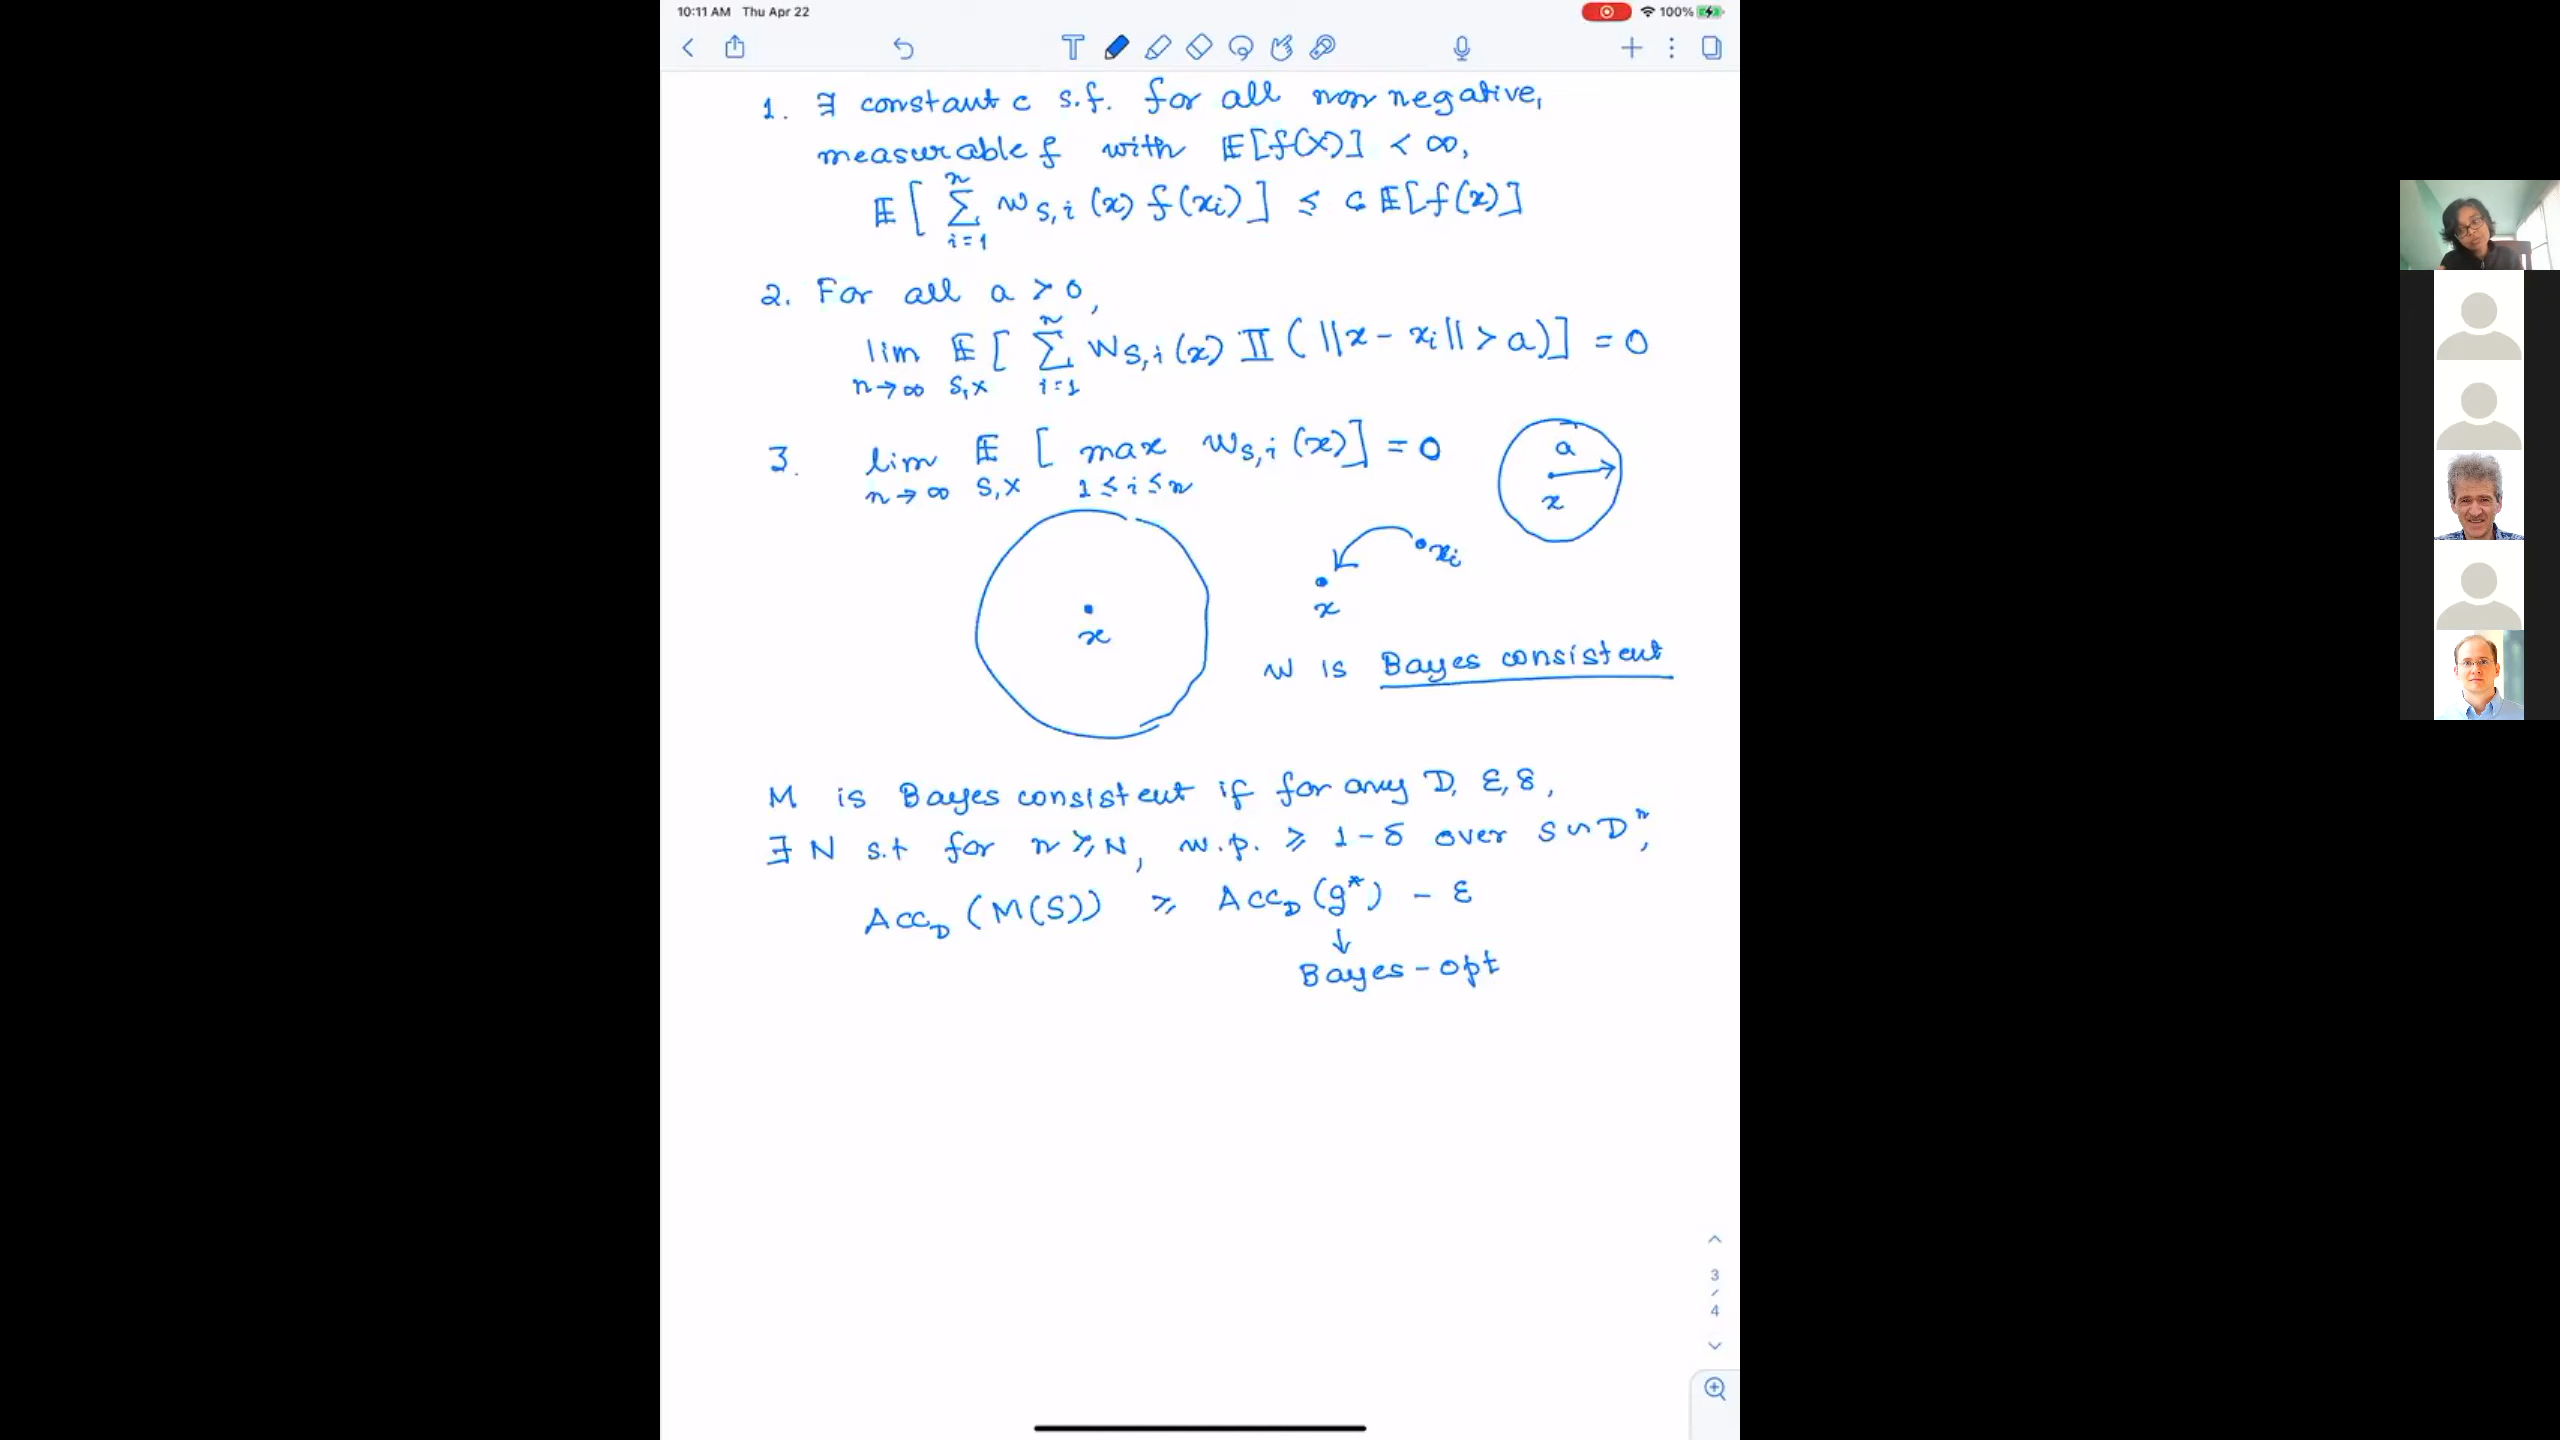 10:11 AM Thu Apr 22
100%
1. ∃ constant c s.t. for all non negative,
measurable f with 𝔼[f(X)] < ∞,
𝔼[ ∑_{i=1}^{n} w_{S,i}(x) f(x_i) ] ≤ c 𝔼[f(x)]
2. For all a > 0,
lim_{n→∞} 𝔼_{S,X} [ ∑_{i=1}^{n} W_{S,i}(x) 𝕀( ||x - x_i|| > a) ] = 0
3. lim_{n→∞} 𝔼_{S,X} [ max_{1≤i≤n} W_{S,i}(x) ] = 0
a
x
x_i
x
x
W is Bayes consistent
M is Bayes consistent if for any D, ε, δ,
∃ N s.t for n ≥ N, w.p. ≥ 1 - δ over S ~ D^n,
Acc_D (M(S)) ≥ Acc_D (g*) - ε
↓
Bayes-opt
3
/
4